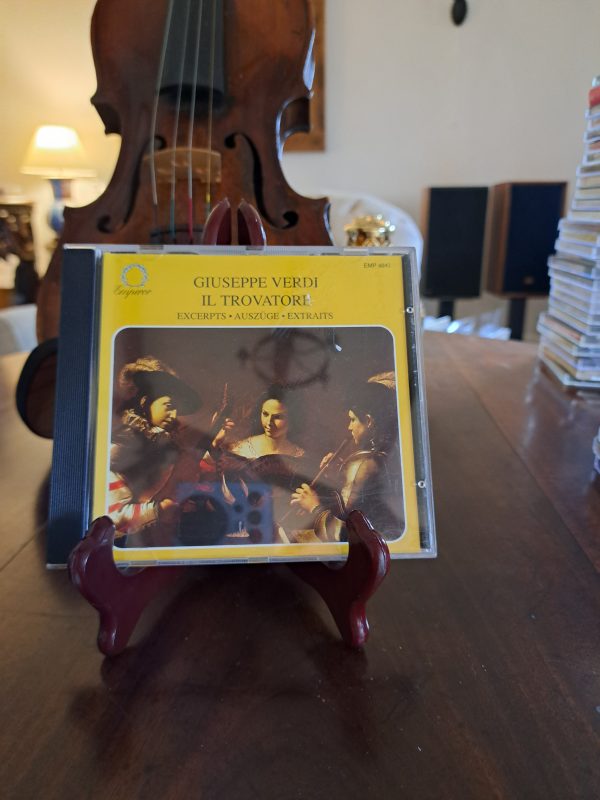 Emperor
EMP
GIUSEPPE VERDI
IL TROVATORE
EXCERPTS • AUSZÜGE • EXTRAITS